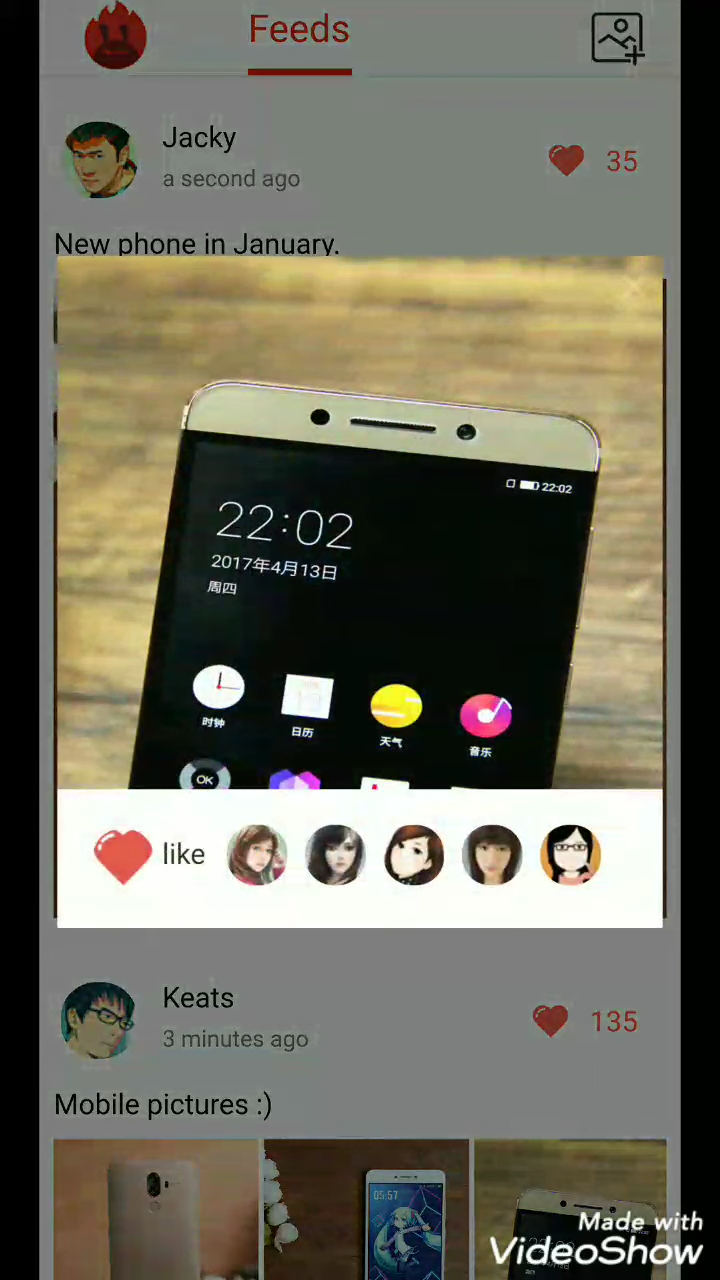 Feeds
Jacky
35
a second ago
New phone in January.
22:02
22:02
2017年4月13日
周四
时钟
日历
天气
音乐
OK
like
Keats
135
3 minutes ago
Mobile pictures :)
05:57
Made with
VideoShow